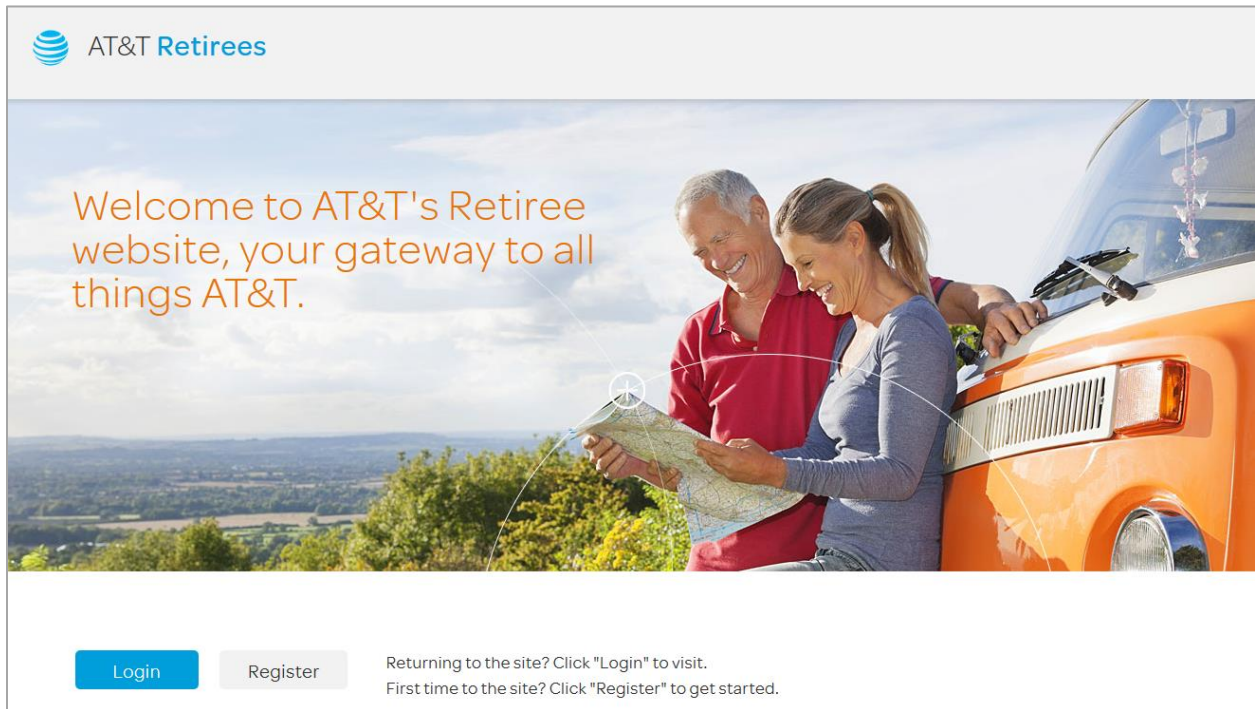 AT&T Retirees
Welcome to AT&T's Retiree
website, your gateway to all
things AT&T.
Login
Register
Returning to the site? Click "Login" to visit.
First time to the site? Click "Register" to get started.